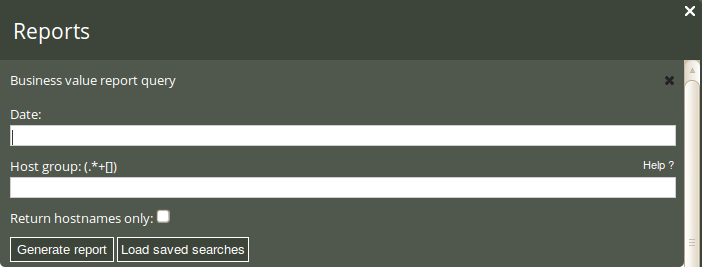 Reports
Business value report query
Date:
Host group: (.*+[])
Help ?
Return hostnames only:
Generate report
Load saved searches